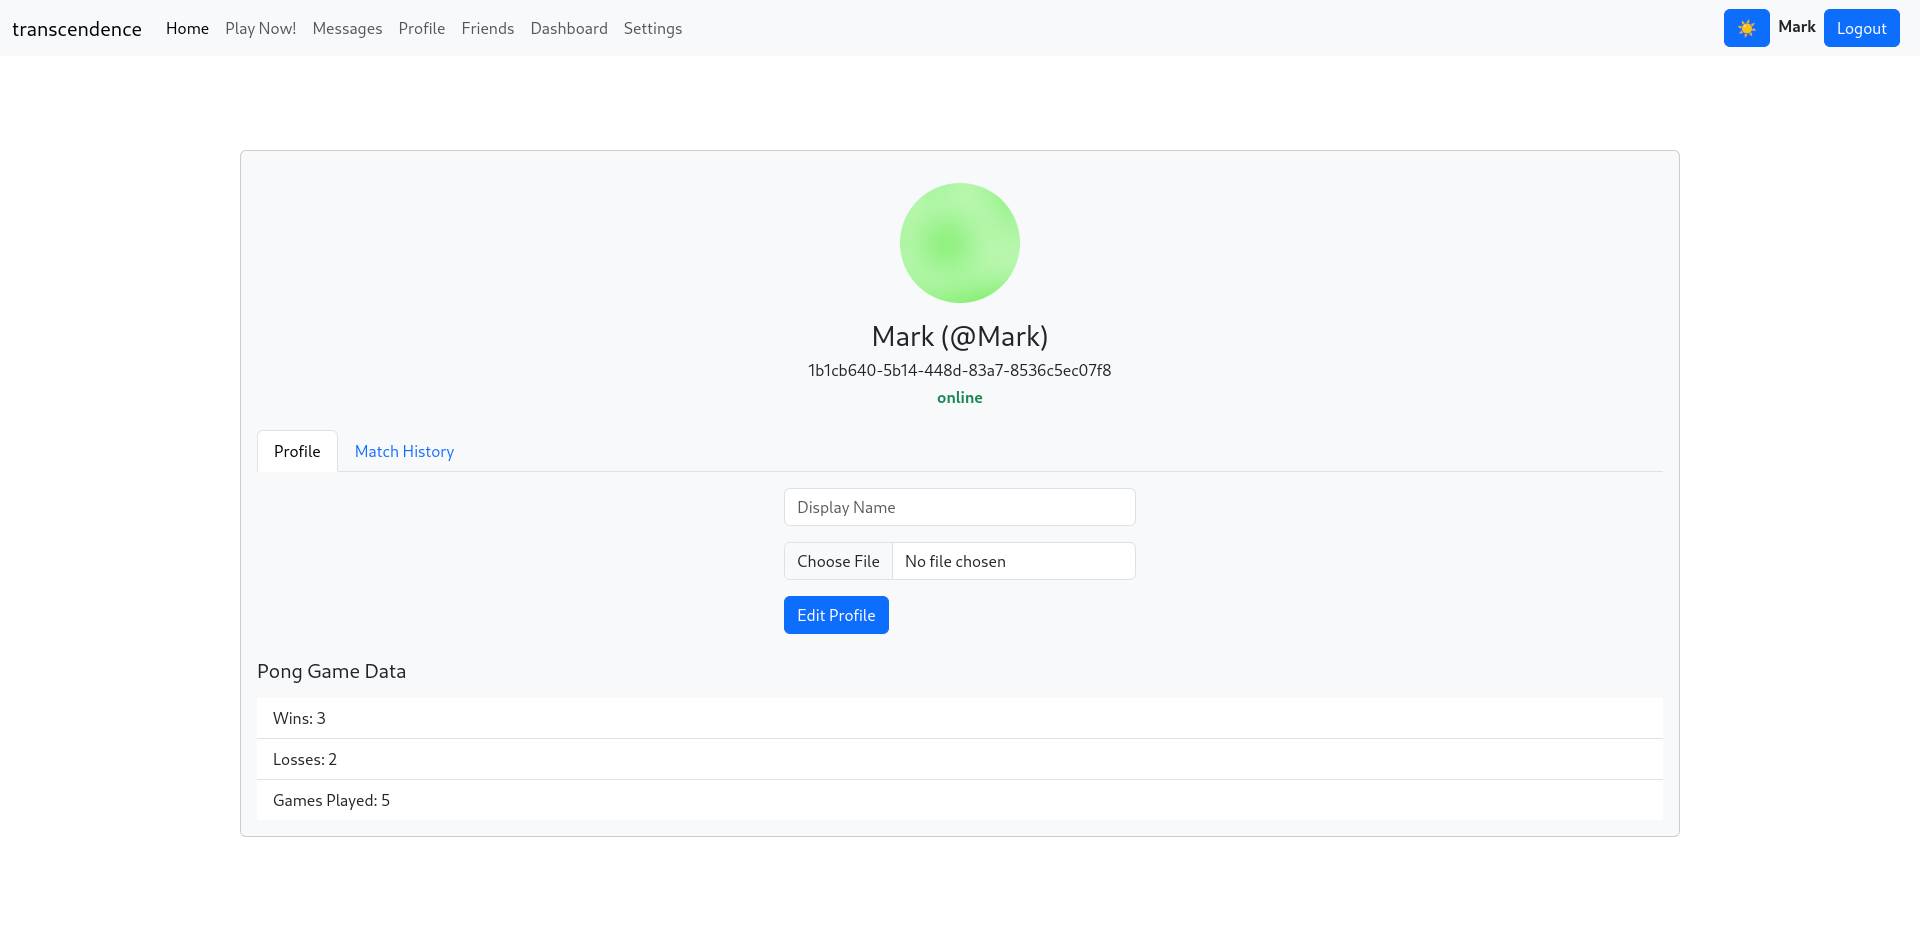 transcendence Home Play Now! Messages Profile Friends Dashboard Settings ☀️ Mark Logout
Mark (@Mark)
1b1cb640-5b14-448d-83a7-8536c5ec07f8
online
Profile Match History
Display Name
Choose File No file chosen
Edit Profile
Pong Game Data
Wins: 3
Losses: 2
Games Played: 5